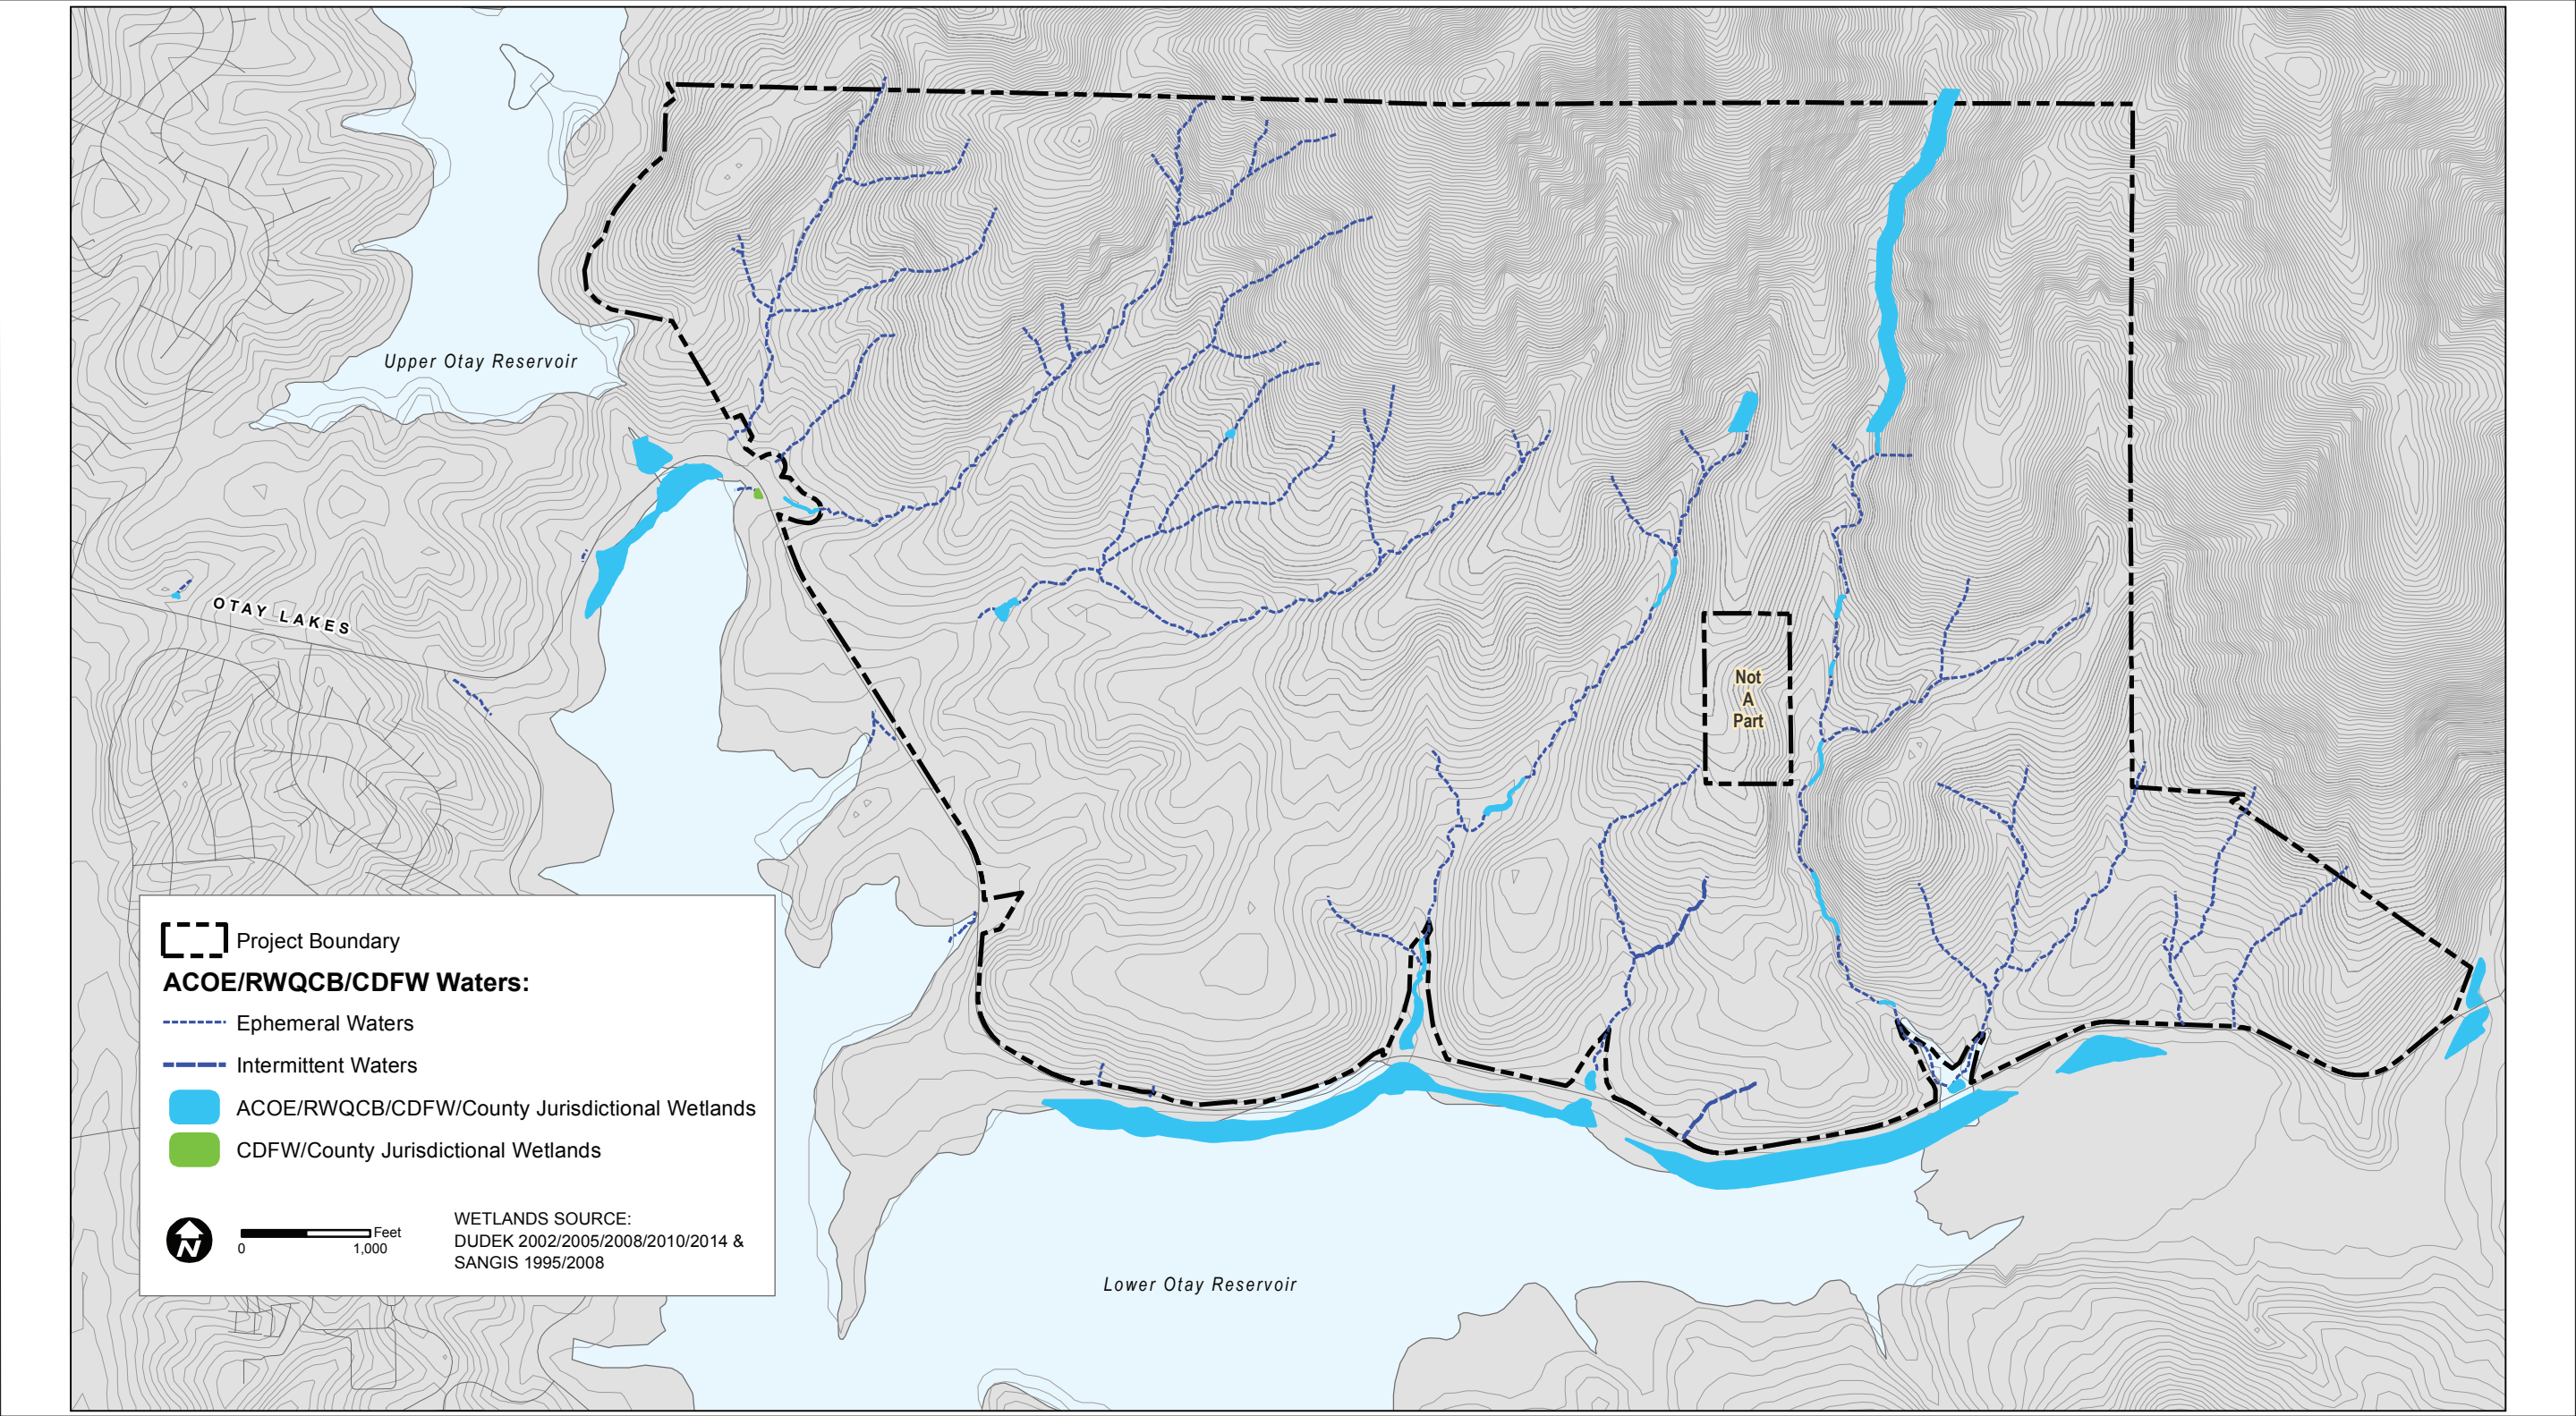 Upper Otay Reservoir
OTAY LAKES
Not
A
Part
Project Boundary
ACOE/RWQCB/CDFW Waters:
Ephemeral Waters
Intermittent Waters
ACOE/RWQCB/CDFW/County Jurisdictional Wetlands
CDFW/County Jurisdictional Wetlands
N
Feet
0 1,000
WETLANDS SOURCE:
DUDEK 2002/2005/2008/2010/2014 &
SANGIS 1995/2008
Lower Otay Reservoir